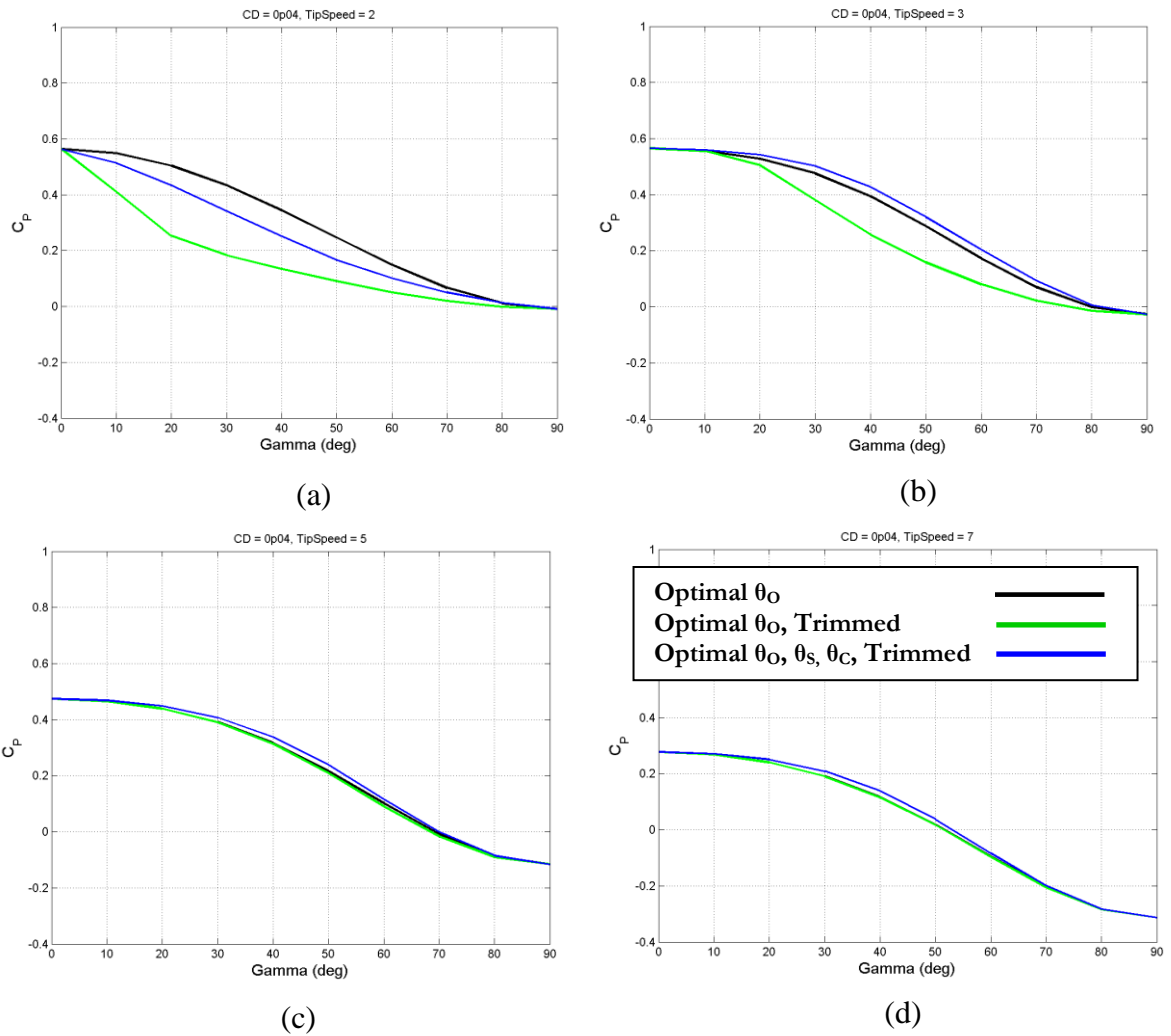 CD = 0p04, TipSpeed = 2
1
0.8
0.6
0.4
0.2
0
-0.2
-0.4
C_P
0 10 20 30 40 50 60 70 80 90
Gamma (deg)
(a)
CD = 0p04, TipSpeed = 3
1
0.8
0.6
0.4
0.2
0
-0.2
-0.4
C_P
0 10 20 30 40 50 60 70 80 90
Gamma (deg)
(b)
CD = 0p04, TipSpeed = 5
1
0.8
0.6
0.4
0.2
0
-0.2
-0.4
C_P
0 10 20 30 40 50 60 70 80 90
Gamma (deg)
(c)
CD = 0p04, TipSpeed = 7
1
Optimal θ_O
Optimal θ_O, Trimmed
Optimal θ_O, θ_S, θ_C, Trimmed
0.4
0.2
0
-0.2
-0.4
C_P
0 10 20 30 40 50 60 70 80 90
Gamma (deg)
(d)